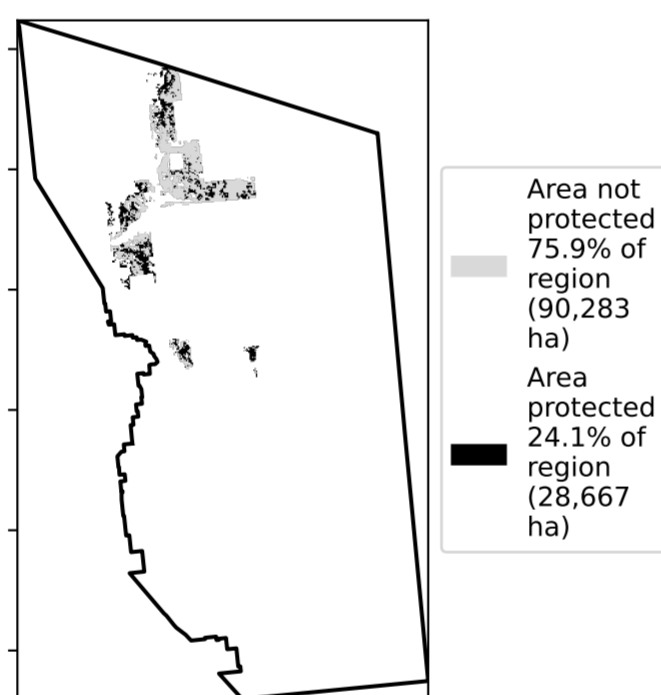 Area not
protected
75.9% of
region
(90,283
ha)
Area
protected
24.1% of
region
(28,667
ha)